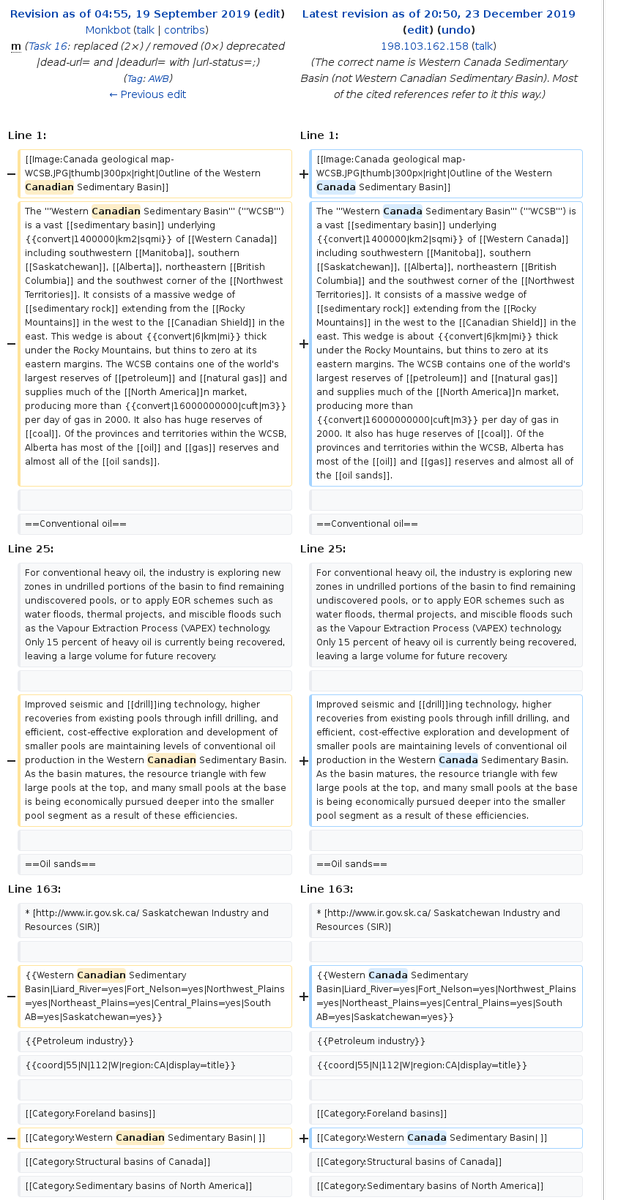 Revision as of 04:55, 19 September 2019 (edit)
Monkbot (talk | contribs)
m (Task 16: replaced (2×) / removed (0×) deprecated
|dead-url= and |deadurl= with |url-status=;)
(Tag: AWB)
← Previous edit
Latest revision as of 20:50, 23 December 2019
(edit) (undo)
198.103.162.158 (talk)
(The correct name is Western Canada Sedimentary
Basin (not Western Canadian Sedimentary Basin). Most
of the cited references refer to it this way.)
Line 1:
Line 1:
− [[Image:Canada geological map-
WCSB.JPG|thumb|300px|right|Outline of the Western
Canadian Sedimentary Basin]]
+ [[Image:Canada geological map-
WCSB.JPG|thumb|300px|right|Outline of the Western
Canada Sedimentary Basin]]
− The '''Western Canadian Sedimentary Basin''' ('''WCSB''') 
is a vast [[sedimentary basin]] underlying
{{convert|1400000|km2|sqmi}} of [[Western Canada]]
including southwestern [[Manitoba]], southern
[[Saskatchewan]], [[Alberta]], northeastern [[British
Columbia]] and the southwest corner of the [[Northwest
Territories]]. It consists of a massive wedge of
[[sedimentary rock]] extending from the [[Rocky
Mountains]] in the west to the [[Canadian Shield]] in the
east. This wedge is about {{convert|6|km|mi}} thick
under the Rocky Mountains, but thins to zero at its
eastern margins. The WCSB contains one of the world's
largest reserves of [[petroleum]] and [[natural gas]] and
supplies much of the [[North America]]n market,
producing more than {{convert|16000000000|cuft|m3}}
per day of gas in 2000. It also has huge reserves of
[[coal]]. Of the provinces and territories within the WCSB,
Alberta has most of the [[oil]] and [[gas]] reserves and
almost all of the [[oil sands]].
+ The '''Western Canada Sedimentary Basin''' ('''WCSB''') is
a vast [[sedimentary basin]] underlying
{{convert|1400000|km2|sqmi}} of [[Western Canada]]
including southwestern [[Manitoba]], southern
[[Saskatchewan]], [[Alberta]], northeastern [[British
Columbia]] and the southwest corner of the [[Northwest
Territories]]. It consists of a massive wedge of
[[sedimentary rock]] extending from the [[Rocky
Mountains]] in the west to the [[Canadian Shield]] in the
east. This wedge is about {{convert|6|km|mi}} thick
under the Rocky Mountains, but thins to zero at its
eastern margins. The WCSB contains one of the world's
largest reserves of [[petroleum]] and [[natural gas]] and
supplies much of the [[North America]]n market,
producing more than
{{convert|16000000000|cuft|m3}} per day of gas in
2000. It also has huge reserves of [[coal]]. Of the
provinces and territories within the WCSB, Alberta has
most of the [[oil]] and [[gas]] reserves and almost all of
the [[oil sands]].
==Conventional oil==
==Conventional oil==
Line 25:
Line 25:
For conventional heavy oil, the industry is exploring new
zones in undrilled portions of the basin to find remaining
undiscovered pools, or to apply EOR schemes such as
water floods, thermal projects, and miscible floods such
as the Vapour Extraction Process (VAPEX) technology.
Only 15 percent of heavy oil is currently being recovered,
leaving a large volume for future recovery.
For conventional heavy oil, the industry is exploring new
zones in undrilled portions of the basin to find remaining
undiscovered pools, or to apply EOR schemes such as
water floods, thermal projects, and miscible floods such
as the Vapour Extraction Process (VAPEX) technology.
Only 15 percent of heavy oil is currently being recovered,
leaving a large volume for future recovery.
− Improved seismic and [[drill]]ing technology, higher
recoveries from existing pools through infill drilling, and
efficient, cost-effective exploration and development of
smaller pools are maintaining levels of conventional oil
production in the Western Canadian Sedimentary Basin.
As the basin matures, the resource triangle with few
large pools at the top, and many small pools at the base
is being economically pursued deeper into the smaller
pool segment as a result of these efficiencies.
+ Improved seismic and [[drill]]ing technology, higher
recoveries from existing pools through infill drilling, and
efficient, cost-effective exploration and development of
smaller pools are maintaining levels of conventional oil
production in the Western Canada Sedimentary Basin.
As the basin matures, the resource triangle with few
large pools at the top, and many small pools at the base
is being economically pursued deeper into the smaller
pool segment as a result of these efficiencies.
==Oil sands==
==Oil sands==
Line 163:
Line 163:
* [http://www.ir.gov.sk.ca/ Saskatchewan Industry and
Resources (SIR)]
* [http://www.ir.gov.sk.ca/ Saskatchewan Industry and
Resources (SIR)]
− {{Western Canadian Sedimentary
Basin|Liard_River=yes|Fort_Nelson=yes|Northwest_Plains
=yes|Northeast_Plains=yes|Central_Plains=yes|South
AB=yes|Saskatchewan=yes}}
+ {{Western Canada Sedimentary
Basin|Liard_River=yes|Fort_Nelson=yes|Northwest_Plains
=yes|Northeast_Plains=yes|Central_Plains=yes|South
AB=yes|Saskatchewan=yes}}
{{Petroleum industry}}
{{Petroleum industry}}
{{coord|55|N|112|W|region:CA|display=title}}
{{coord|55|N|112|W|region:CA|display=title}}
[[Category:Foreland basins]]
[[Category:Foreland basins]]
− [[Category:Western Canadian Sedimentary Basin| ]]
+ [[Category:Western Canada Sedimentary Basin| ]]
[[Category:Structural basins of Canada]]
[[Category:Structural basins of Canada]]
[[Category:Sedimentary basins of North America]]
[[Category:Sedimentary basins of North America]]